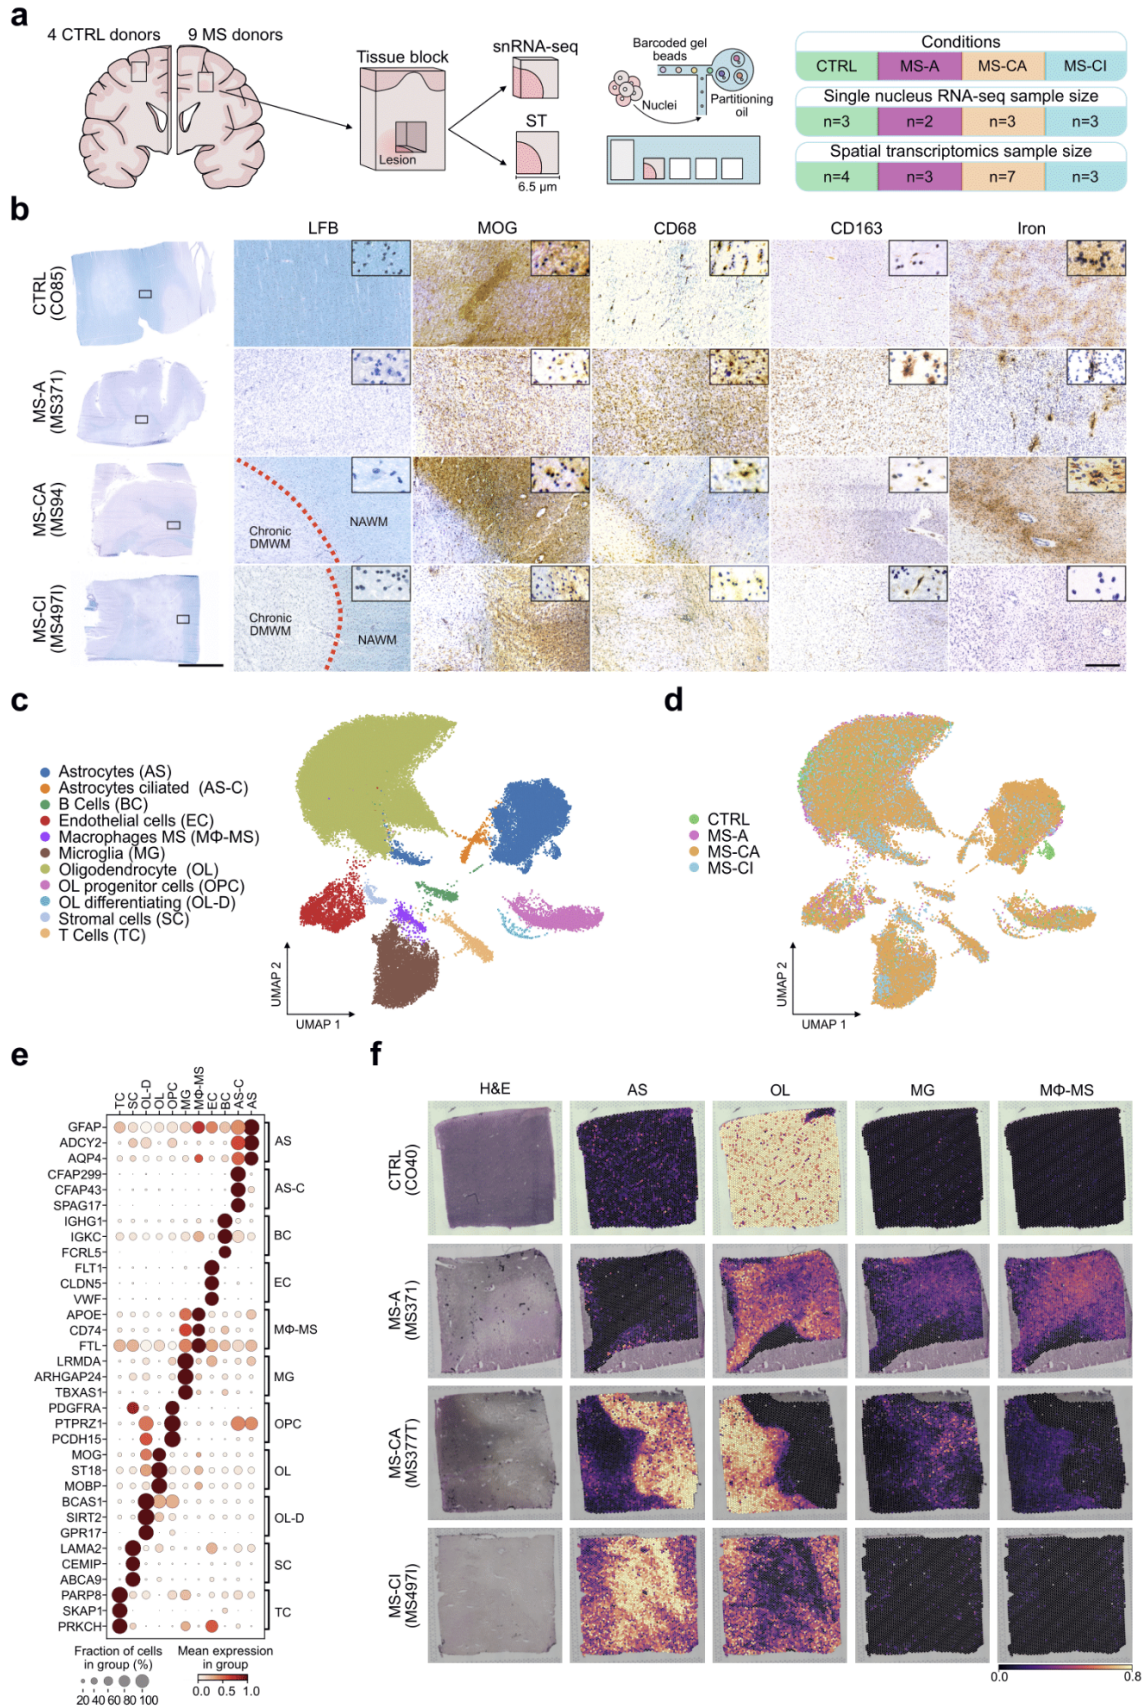 a
4 CTRL donors
9 MS donors
Tissue block
Lesion
snRNA-seq
ST
6.5 µm
Barcoded gel
beads
Nuclei
Partitioning
oil
Conditions
CTRL MS-A MS-CA MS-CI
Single nucleus RNA-seq sample size
n=3 n=2 n=3 n=3
Spatial transcriptomics sample size
n=4 n=3 n=7 n=3
b
LFB MOG CD68 CD163 Iron
CTRL
(CO85)
MS-A
(MS371)
MS-CA
(MS94)
Chronic
DMWM
NAWM
MS-CI
(MS497I)
Chronic
DMWM
NAWM
c
Astrocytes (AS)
Astrocytes ciliated (AS-C)
B Cells (BC)
Endothelial cells (EC)
Macrophages MS (MΦ-MS)
Microglia (MG)
Oligodendrocyte (OL)
OL progenitor cells (OPC)
OL differentiating (OL-D)
Stromal cells (SC)
T Cells (TC)
UMAP 2
UMAP 1
d
CTRL
MS-A
MS-CA
MS-CI
UMAP 2
UMAP 1
e
TC SC OL-D OL OPC MG MΦ-MS EC BC AS-C AS
GFAP
ADCY2 AS
AQP4
CFAP299
CFAP43 AS-C
SPAG17
IGHG1
IGKC BC
FCRL5
FLT1
CLDN5 EC
VWF
APOE
CD74 MΦ-MS
FTL
LRMDA
ARHGAP24 MG
TBXAS1
PDGFRA
PTPRZ1 OPC
PCDH15
MOG
ST18 OL
MOBP
BCAS1
SIRT2 OL-D
GPR17
LAMA2
CEMIP SC
ABCA9
PARP8
SKAP1 TC
PRKCH
Fraction of cells
in group (%)
20 40 60 80 100
Mean expression
in group
0.0 0.5 1.0
f
H&E AS OL MG MΦ-MS
CTRL
(CO40)
MS-A
(MS371)
MS-CA
(MS377T)
MS-CI
(MS497I)
0.0 0.8